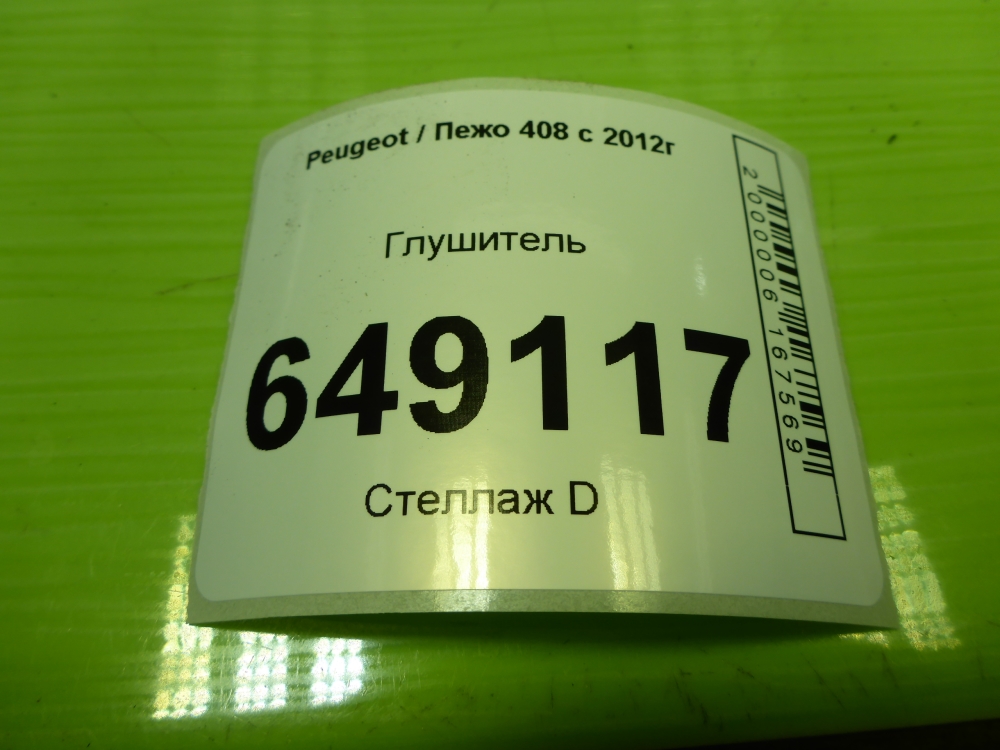 Peugeot / Пежо 408 с 2012г
Глушитель
649117
Стеллаж D
2000006167569